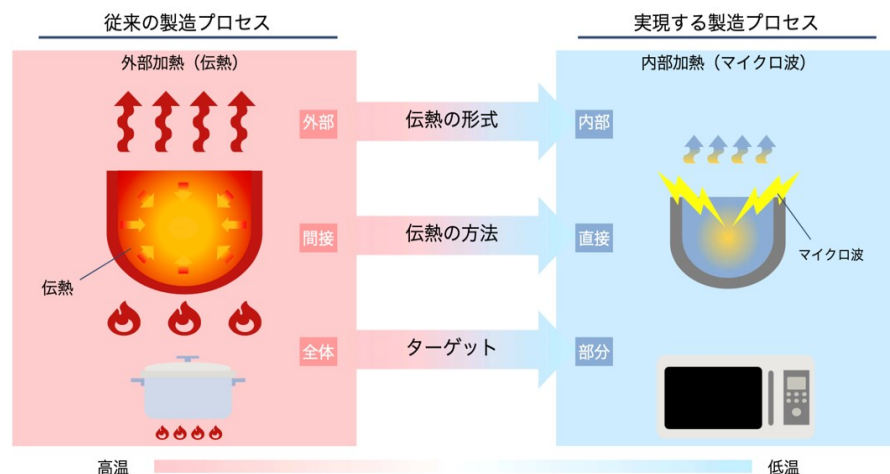 従来の製造プロセス
実現する製造プロセス
外部加熱（伝熱）
内部加熱（マイクロ波）
外部
伝熱の形式
内部
間接
伝熱の方法
直接
伝熱
マイクロ波
全体
ターゲット
部分
高温
低温